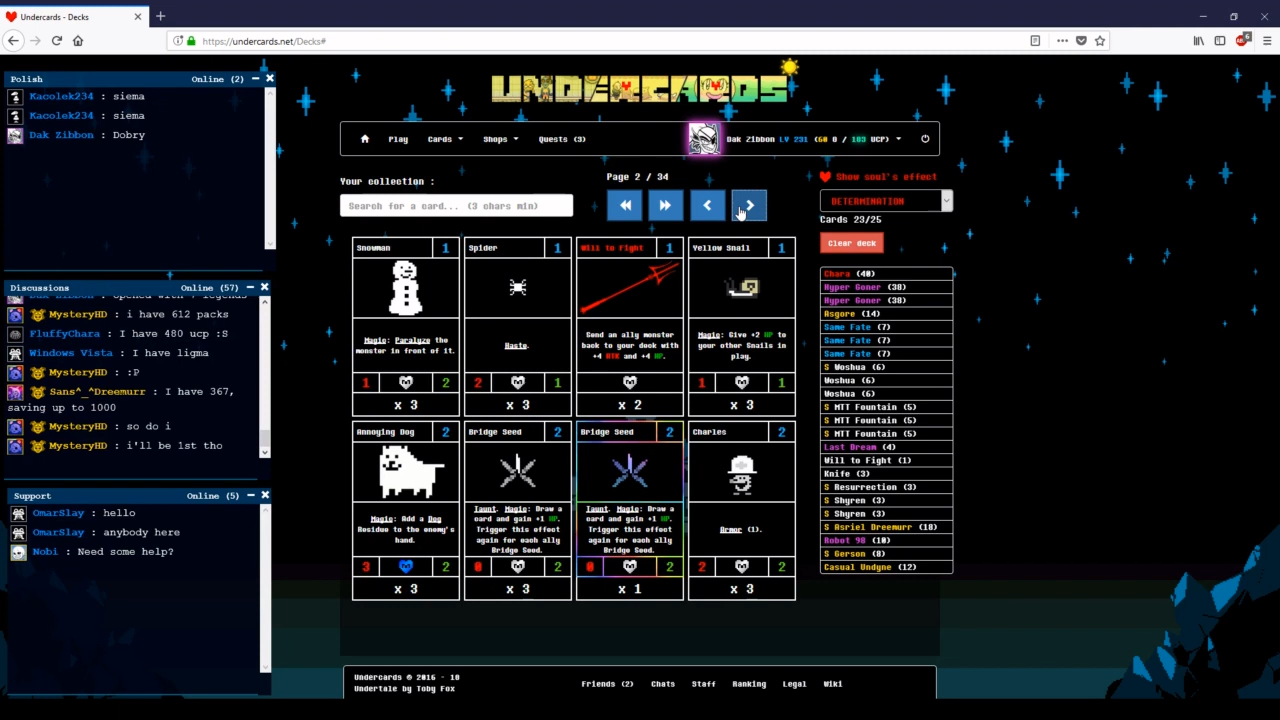 Undercards - Decks
https://undercards.net/Decks#
6
Polish
Online (2)
Kacolek234 : siema
Kacolek234 : siema
Dak Zibbon : Dobry
Discussions
Online (57)
MysteryHD : i have 612 packs
FluffyChara : I have 480 ucp :S
Windows Vista : I have ligma
MysteryHD : :P
Sans^_^Dreemurr : I have 367,
saving up to 1000
MysteryHD : so do i
MysteryHD : i'll be 1st tho
Support
Online (5)
OmarSlay : hello
OmarSlay : anybody here
Nobi : Need some help?
UNDERCARDS
Play
Cards
Shops
Quests (3)
Dak Zibbon LV 231 (60 0 / 103 UCP)
Your collection :
Page 2 / 34
Search for a card... (3 chars min)
Snowman 1
Magic: Paralyze the
monster in front of it.
1 2
x 3
Spider 1
Haste.
2 1
x 3
Will to Fight 1
Send an ally monster
back to your deck with
+4 ATK and +4 HP.
x 2
Yellow Snail 1
Magic: Give +2 HP to
your other Snails in
play.
1 1
x 3
Annoying Dog 2
Magic: Add a Dog
Residue to the enemy's
hand.
3 2
x 3
Bridge Seed 2
Taunt. Magic: Draw a
card and gain +1 HP.
Trigger this effect
again for each ally
Bridge Seed.
0 2
x 3
Bridge Seed 2
Taunt. Magic: Draw a
card and gain +1 HP.
Trigger this effect
again for each ally
Bridge Seed.
0 2
x 1
Charles 2
Armor (1).
2 2
x 3
Show soul's effect
DETERMINATION
Cards 23/25
Clear deck
Chara (40)
Hyper Goner (38)
Hyper Goner (38)
Asgore (14)
Same Fate (7)
Same Fate (7)
Same Fate (7)
S Woshua (6)
Woshua (6)
Woshua (6)
S MTT Fountain (5)
S MTT Fountain (5)
S MTT Fountain (5)
Last Dream (4)
Will to Fight (1)
Knife (3)
S Resurrection (3)
S Shyren (3)
S Shyren (3)
S Asriel Dreemurr (18)
Robot 98 (10)
S Gerson (8)
Casual Undyne (12)
Undercards © 2016 - 10
Undertale by Toby Fox
Friends (2)
Chats
Staff
Ranking
Legal
Wiki